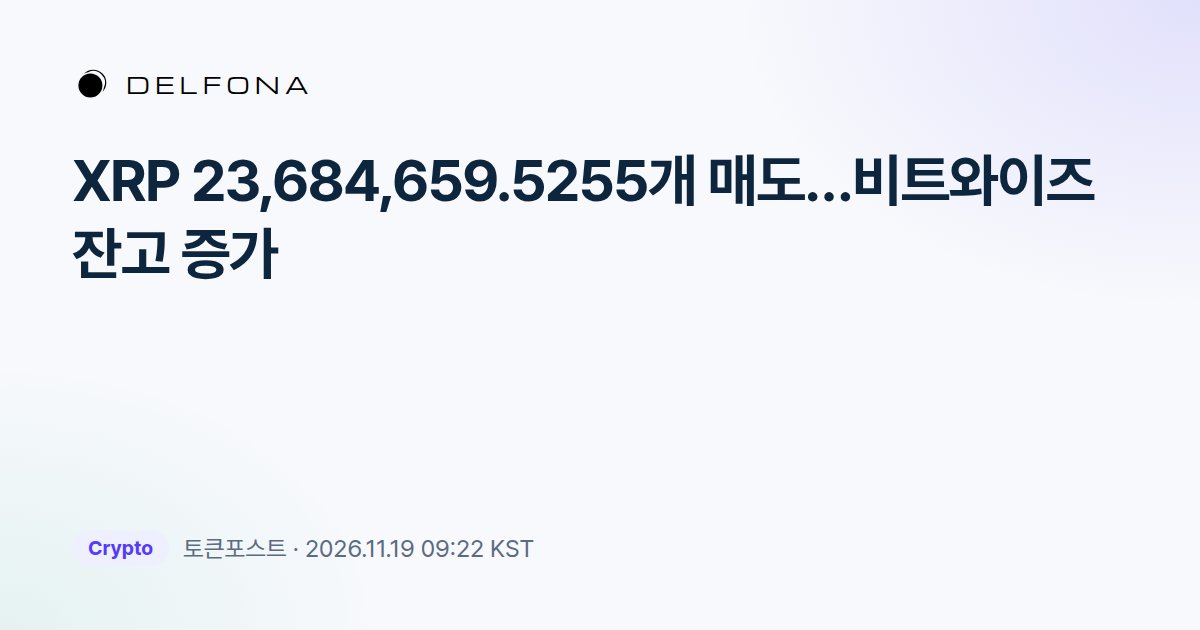 DELFONA
XRP 23,684,659.5255개 매도…비트와이즈
잔고 증가
Crypto 토큰포스트 · 2026.11.19 09:22 KST